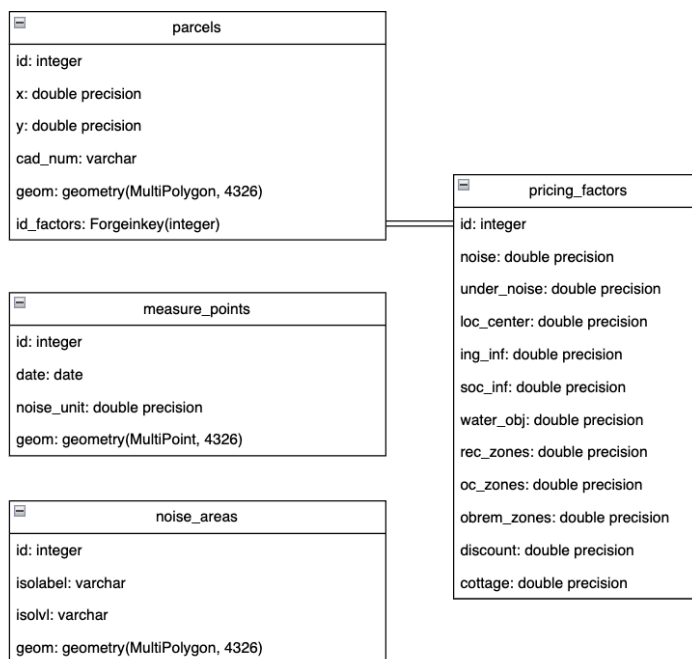 parcels
id: integer
x: double precision
y: double precision
cad_num: varchar
geom: geometry(MultiPolygon, 4326)
id_factors: Forgeinkey(integer)
measure_points
id: integer
date: date
noise_unit: double precision
geom: geometry(MultiPoint, 4326)
noise_areas
id: integer
isolabel: varchar
isolvl: varchar
geom: geometry(MultiPolygon, 4326)
pricing_factors
id: integer
noise: double precision
under_noise: double precision
loc_center: double precision
ing_inf: double precision
soc_inf: double precision
water_obj: double precision
rec_zones: double precision
oc_zones: double precision
obrem_zones: double precision
discount: double precision
cottage: double precision